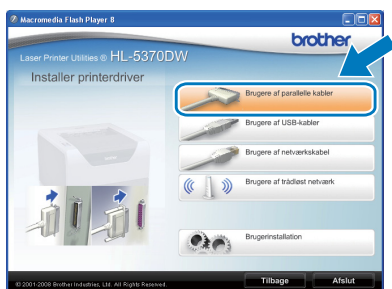 Macromedia Flash Player 8
brother
Laser Printer Utilities ® HL-5370DW
Installer printerdriver
Brugere af parallelle kabler
Brugere af USB-kabler
Brugere af netværkskabel
Brugere af trådløst netværk
Brugerinstallation
© 2001-2008 Brother Industries, Ltd. All Rights Reserved.
Tilbage
Afslut